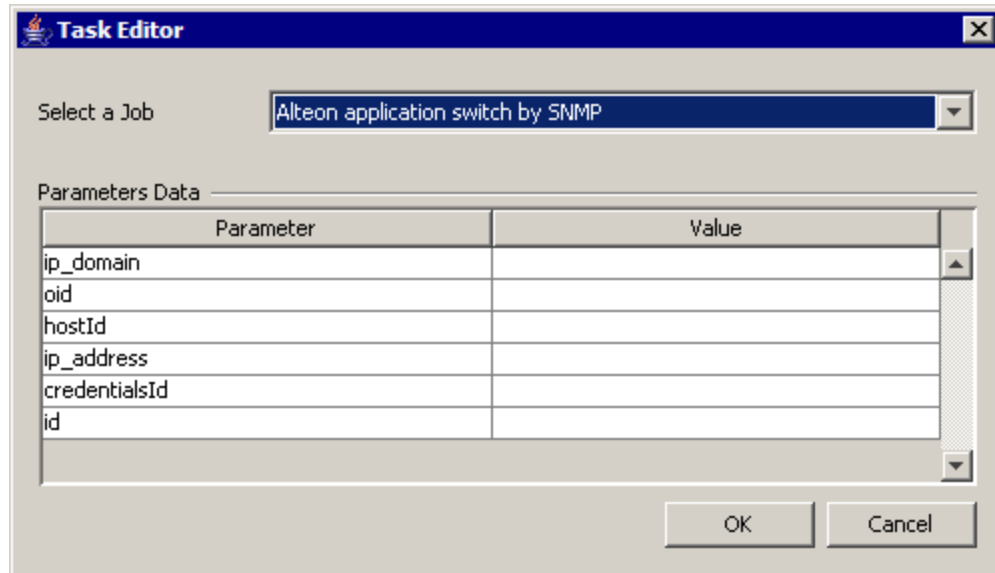 Task Editor
Select a Job Alteon application switch by SNMP
Parameters Data
Parameter Value
ip_domain
oid
hostId
ip_address
credentialsId
id
OK Cancel